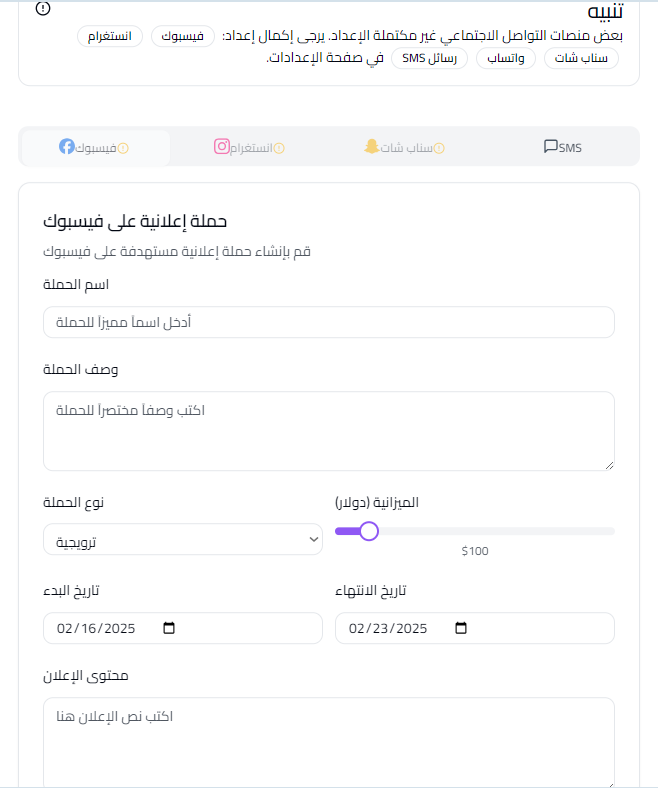 تنبيه
بعض منصات التواصل الاجتماعي غير مكتملة الإعداد. يرجى إكمال إعداد: فيسبوك انستغرام
سناب شات واتساب رسائل SMS في صفحة الإعدادات.
فيسبوك انستغرام سناب شات SMS
حملة إعلانية على فيسبوك
قم بإنشاء حملة إعلانية مستهدفة على فيسبوك
اسم الحملة
أدخل اسماً مميزاً للحملة
وصف الحملة
اكتب وصفاً مختصراً للحملة
نوع الحملة الميزانية (دولار)
ترويجية
$100
تاريخ البدء تاريخ الانتهاء
02/16/2025 02/23/2025
محتوى الإعلان
اكتب نص الإعلان هنا